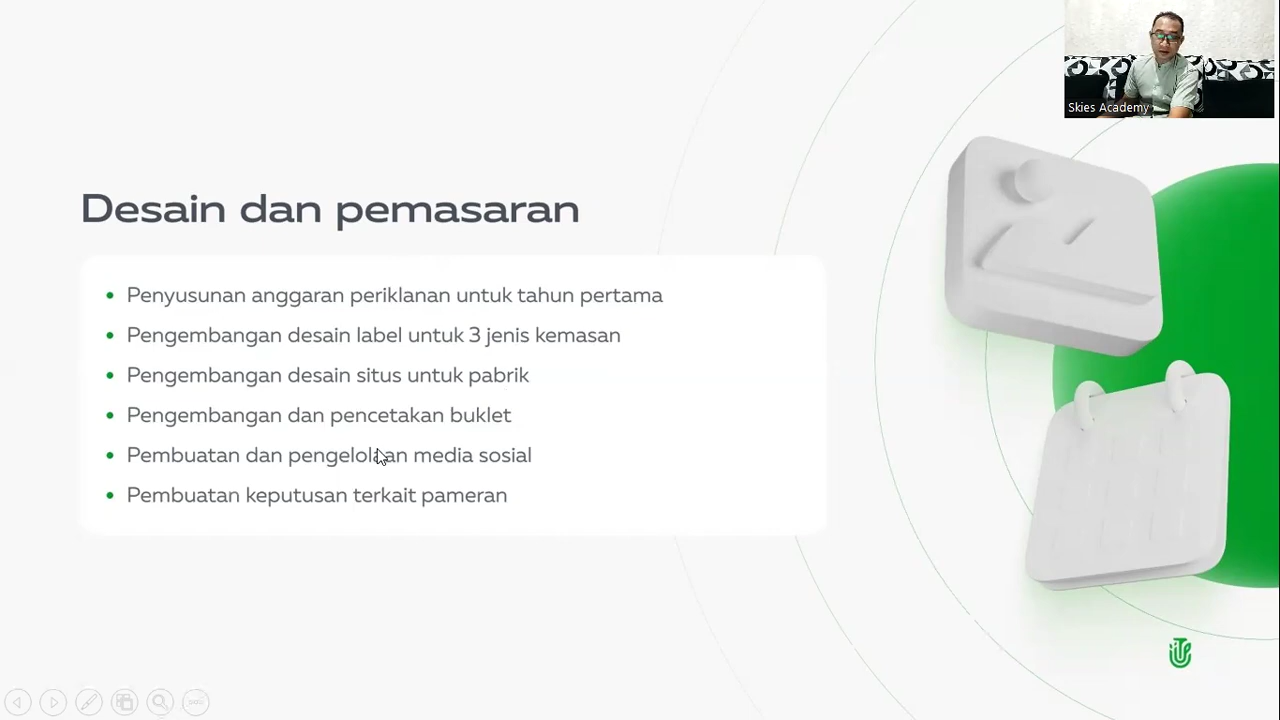 Skies Academy
Desain dan pemasaran
Penyusunan anggaran periklanan untuk tahun pertama
Pengembangan desain label untuk 3 jenis kemasan
Pengembangan desain situs untuk pabrik
Pengembangan dan pencetakan buklet
Pembuatan dan pengelolaan media sosial
Pembuatan keputusan terkait pameran